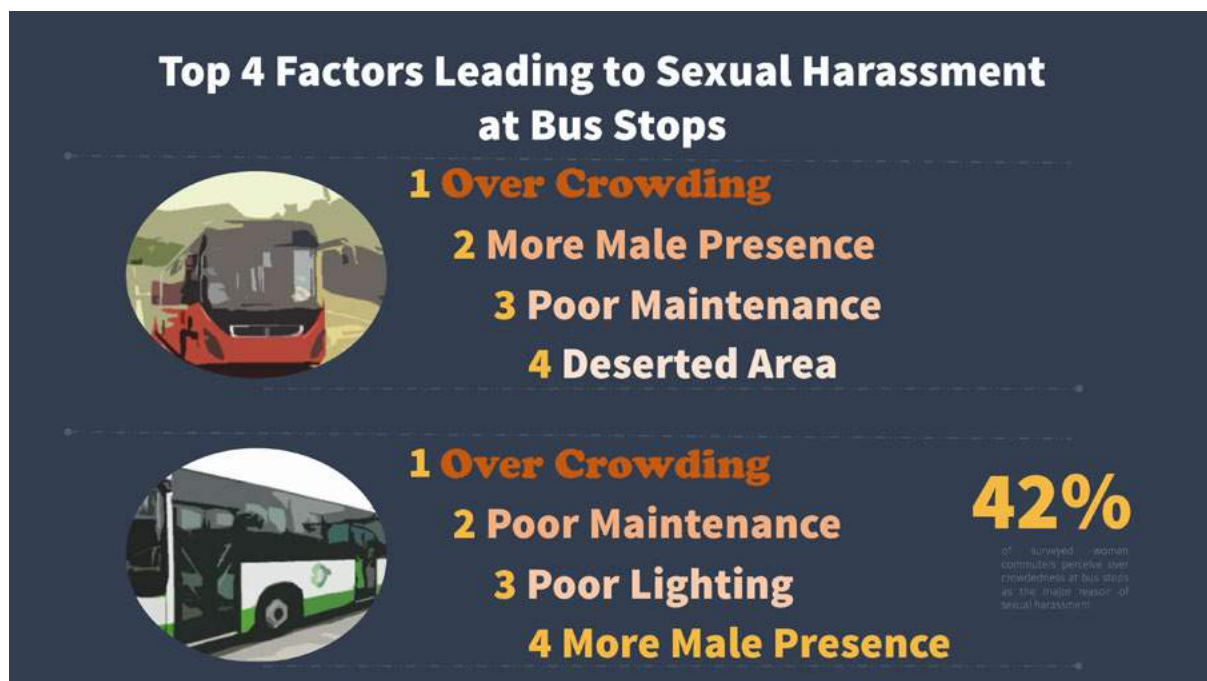 Top 4 Factors Leading to Sexual Harassment
at Bus Stops
1 Over Crowding
2 More Male Presence
3 Poor Maintenance
4 Deserted Area
1 Over Crowding
2 Poor Maintenance
3 Poor Lighting
4 More Male Presence
42%
of surveyed women
commuters perceive over
crowdedness at bus stops
as the major reason of
sexual harassment